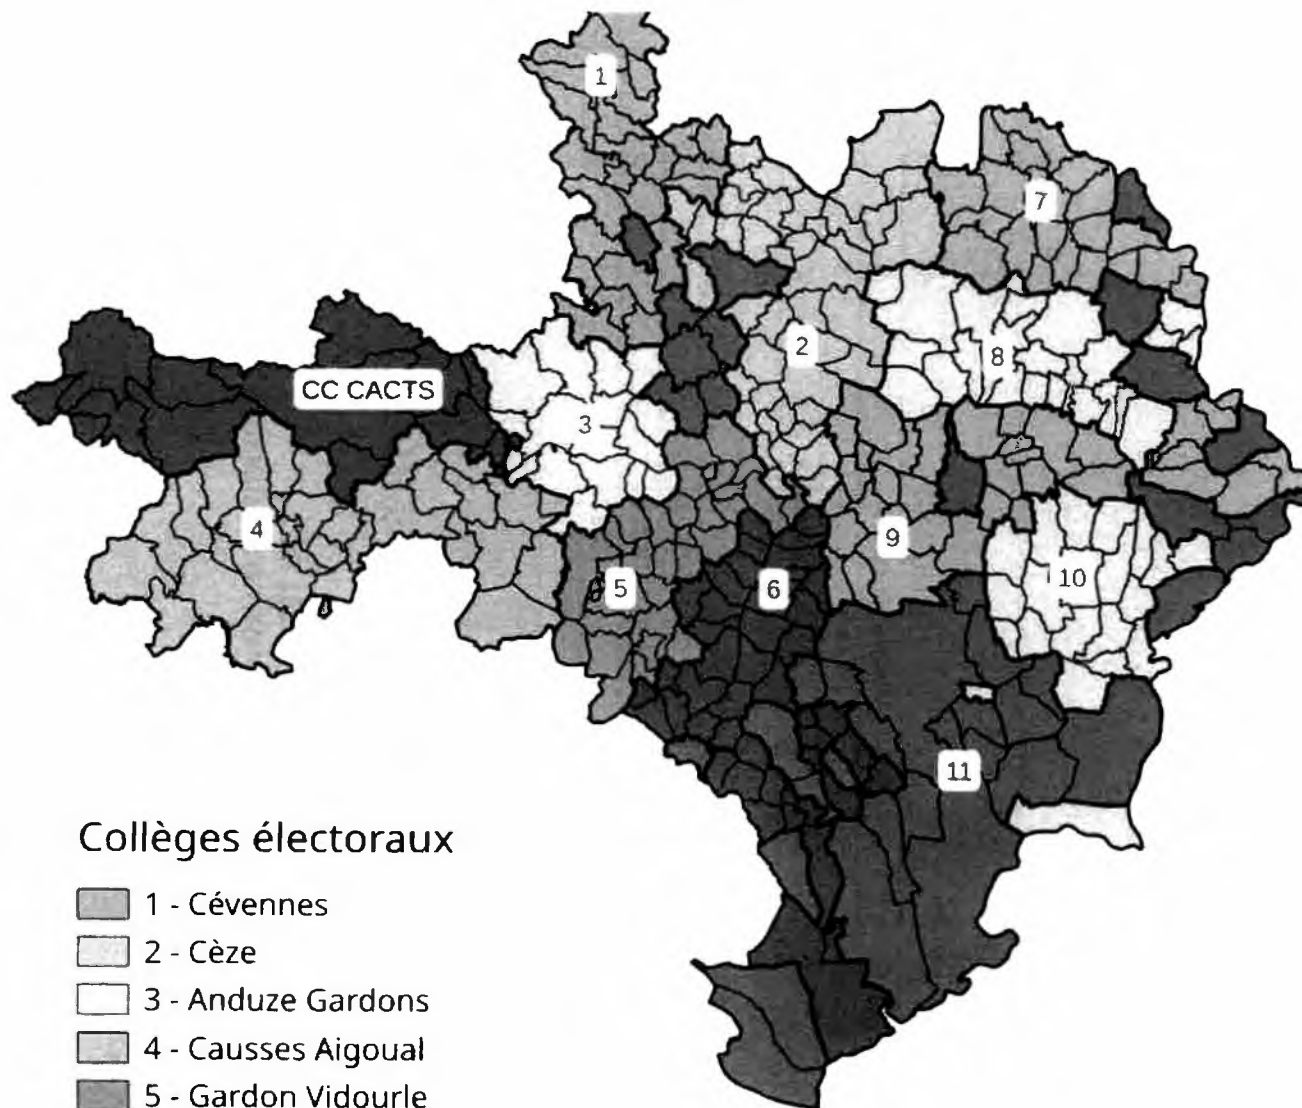 1
7
2
8
CC CACTS
3
4
9
5
6
10
11
Collèges électoraux
1 - Cévennes
2 - Cèze
3 - Anduze Gardons
4 - Causses Aigoual
5 - Gardon Vidourle